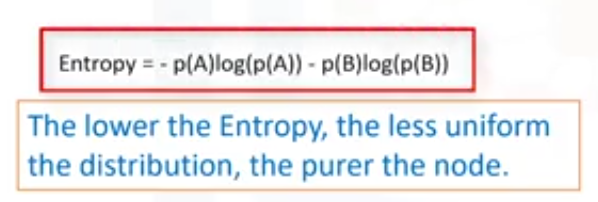 Entropy = - p(A)log(p(A)) - p(B)log(p(B))
The lower the Entropy, the less uniform
the distribution, the purer the node.